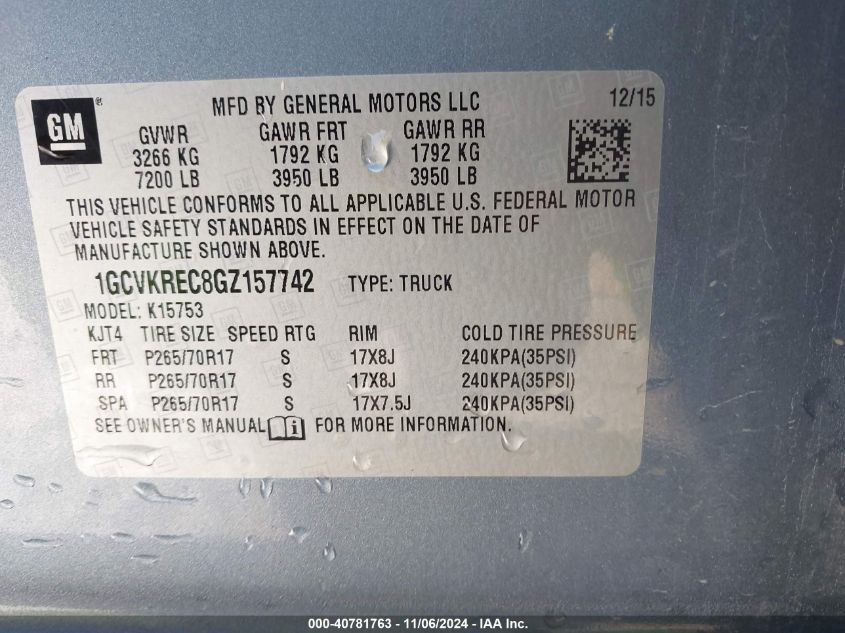 GM ® MFD BY GENERAL MOTORS LLC 12/15
GVWR GAWR FRT GAWR RR
3266 KG 1792 KG 1792 KG
7200 LB 3950 LB 3950 LB
THIS VEHICLE CONFORMS TO ALL APPLICABLE U.S. FEDERAL MOTOR
VEHICLE SAFETY STANDARDS IN EFFECT ON THE DATE OF
MANUFACTURE SHOWN ABOVE.
1GCVKREC8GZ157742 TYPE: TRUCK
MODEL: K15753
KJT4 TIRE SIZE SPEED RTG RIM COLD TIRE PRESSURE
FRT P265/70R17 S 17X8J 240KPA(35PSI)
RR P265/70R17 S 17X8J 240KPA(35PSI)
SPA P265/70R17 S 17X7.5J 240KPA(35PSI)
SEE OWNER'S MANUAL i FOR MORE INFORMATION.
000-40781763 - 11/06/2024 - IAA Inc.